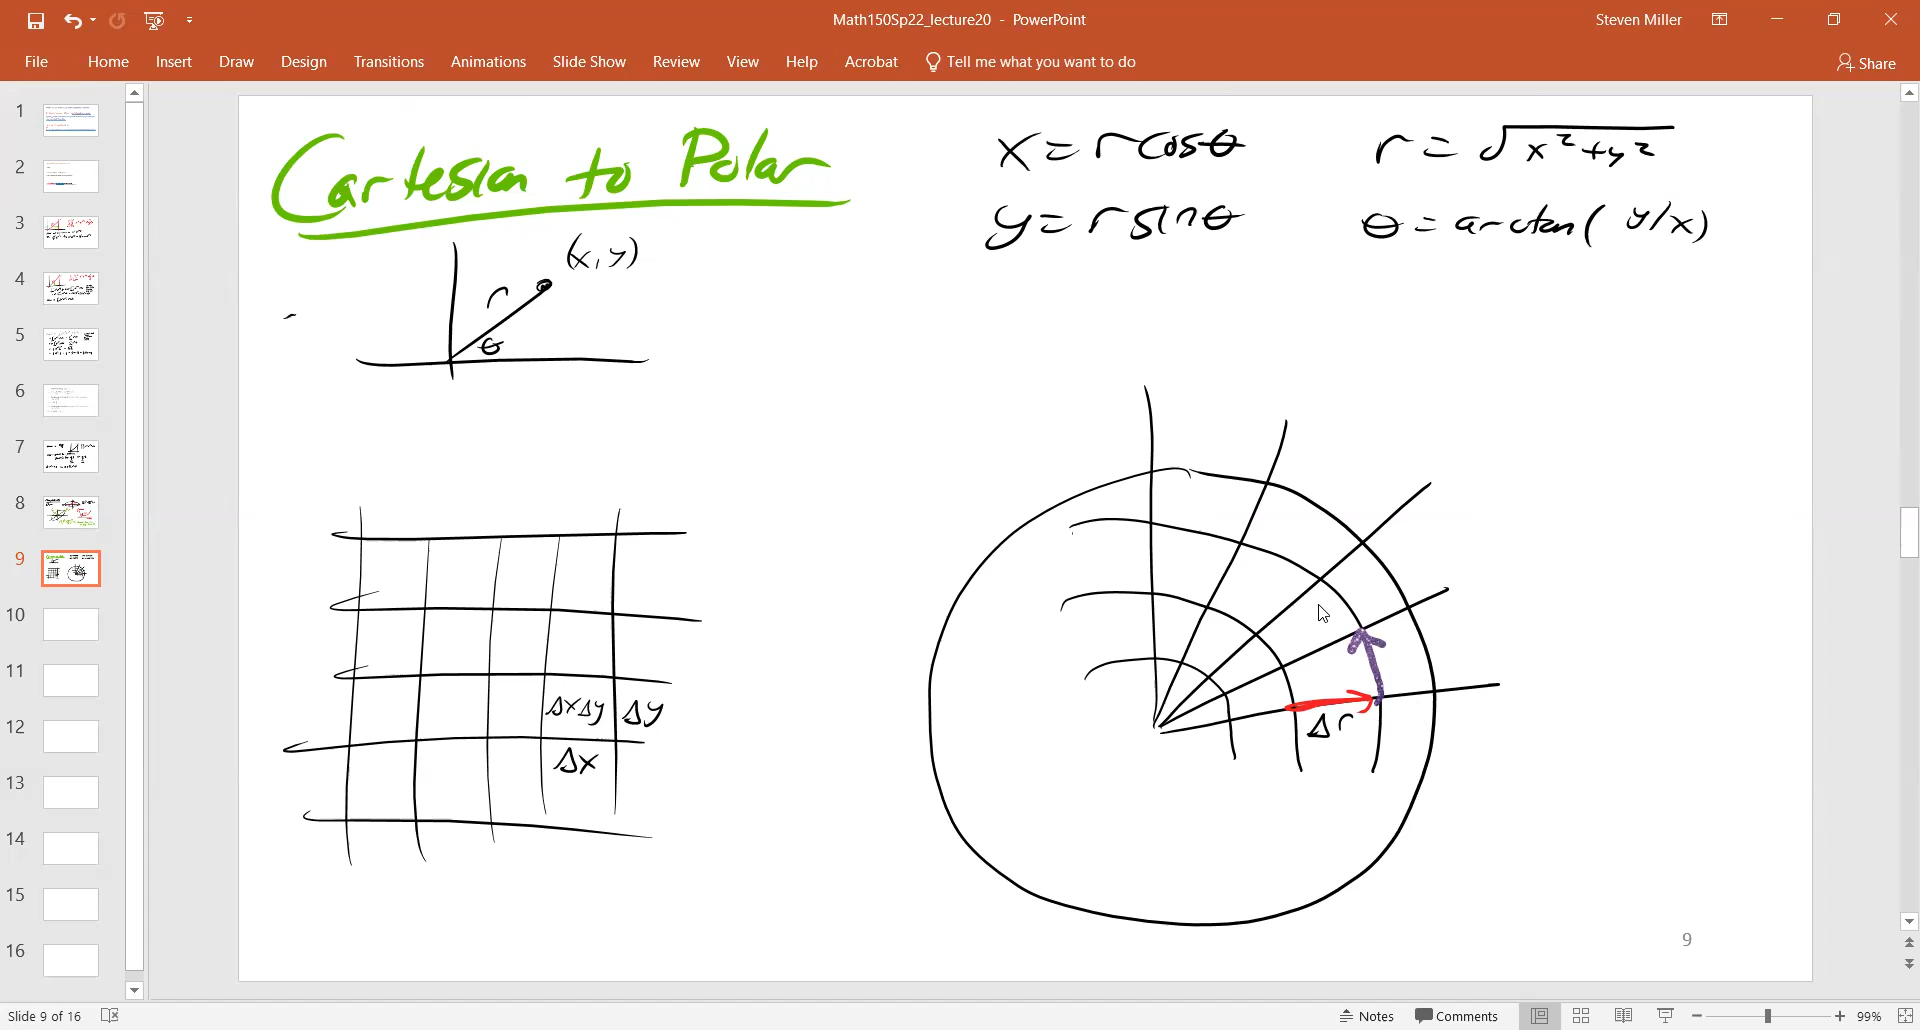 Math150Sp22_lecture20 - PowerPoint
Steven Miller
File Home Insert Draw Design Transitions Animations Slide Show Review View Help Acrobat Tell me what you want to do
Share
1
2
3
4
5
6
7
8
9
10
11
12
13
14
15
16
Cartesian to Polar
x = r cosθ
r = √x²+y²
y = r sinθ
θ = arctan( y/x)
(x, y)
r
θ
ΔxΔy
Δy
Δx
Δr
9
Slide 9 of 16
Notes
Comments
99%